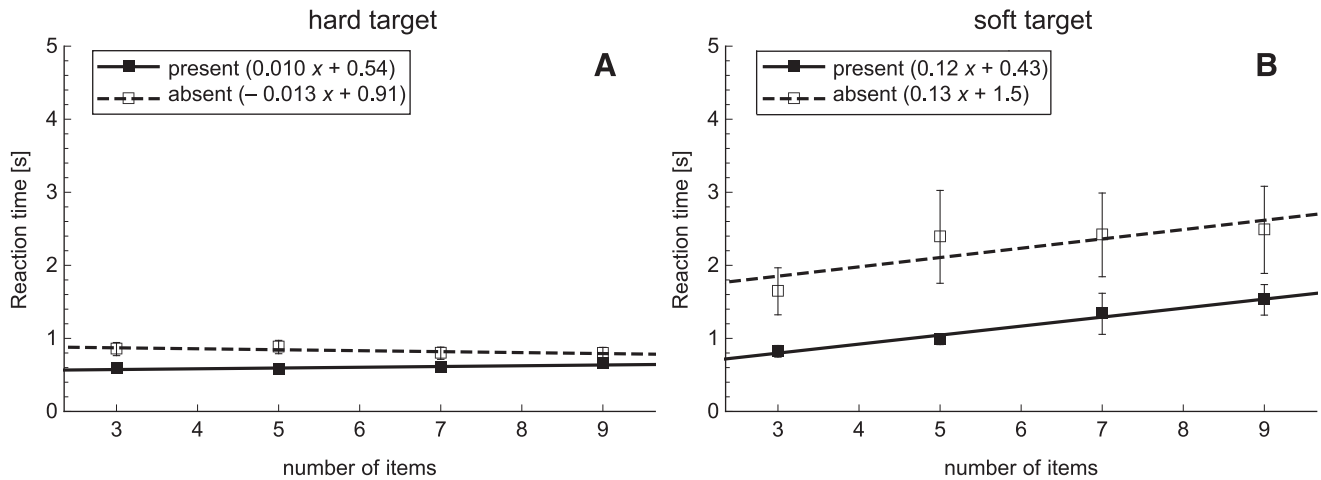 hard target
5
4
3
2
1
0
Reaction time [s]
present (0.010 x + 0.54)
absent (– 0.013 x + 0.91)
A
3 4 5 6 7 8 9
number of items
soft target
5
4
3
2
1
0
Reaction time [s]
present (0.12 x + 0.43)
absent (0.13 x + 1.5)
B
3 4 5 6 7 8 9
number of items